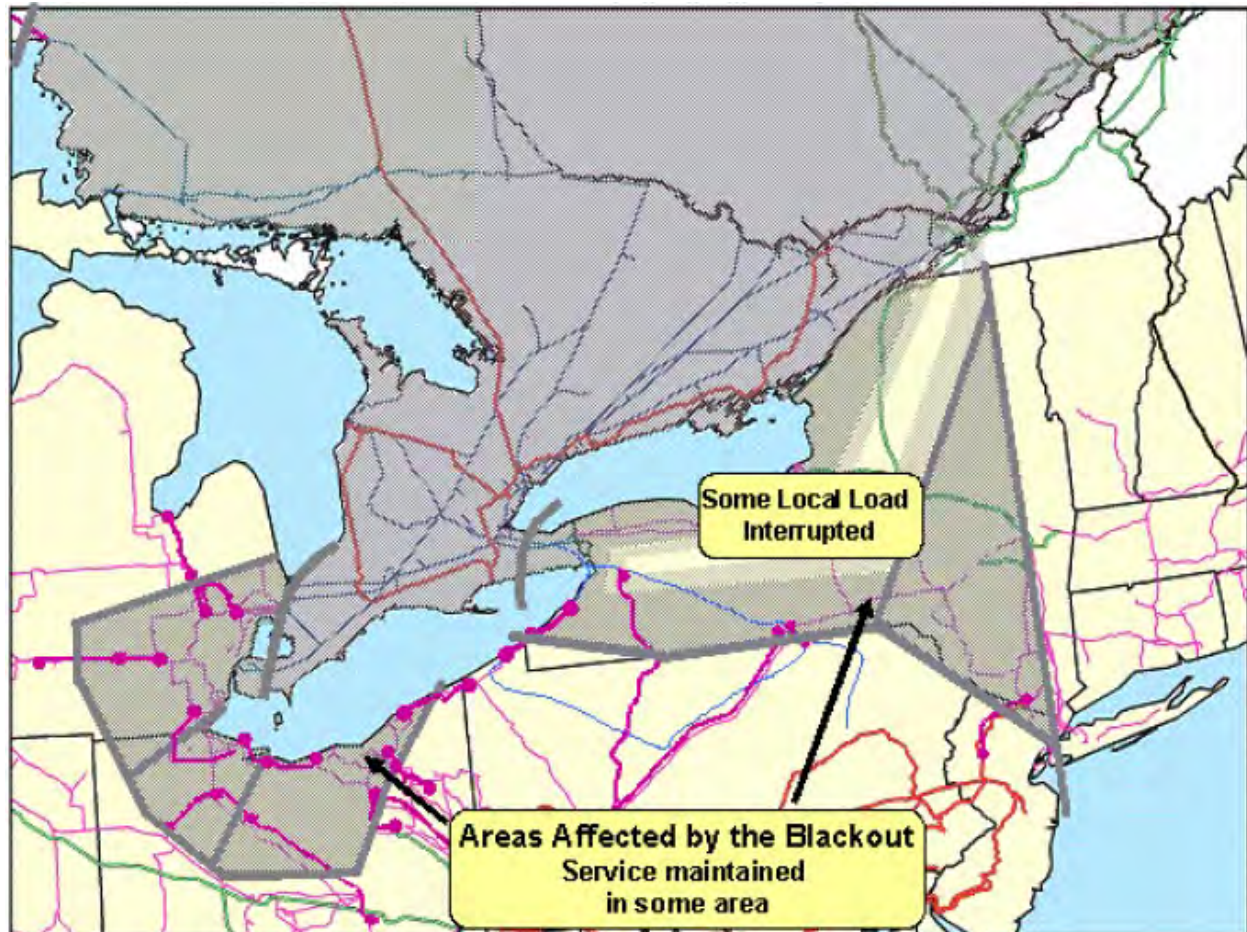 Some Local Load
Interrupted
Areas Affected by the Blackout
Service maintained
in some area